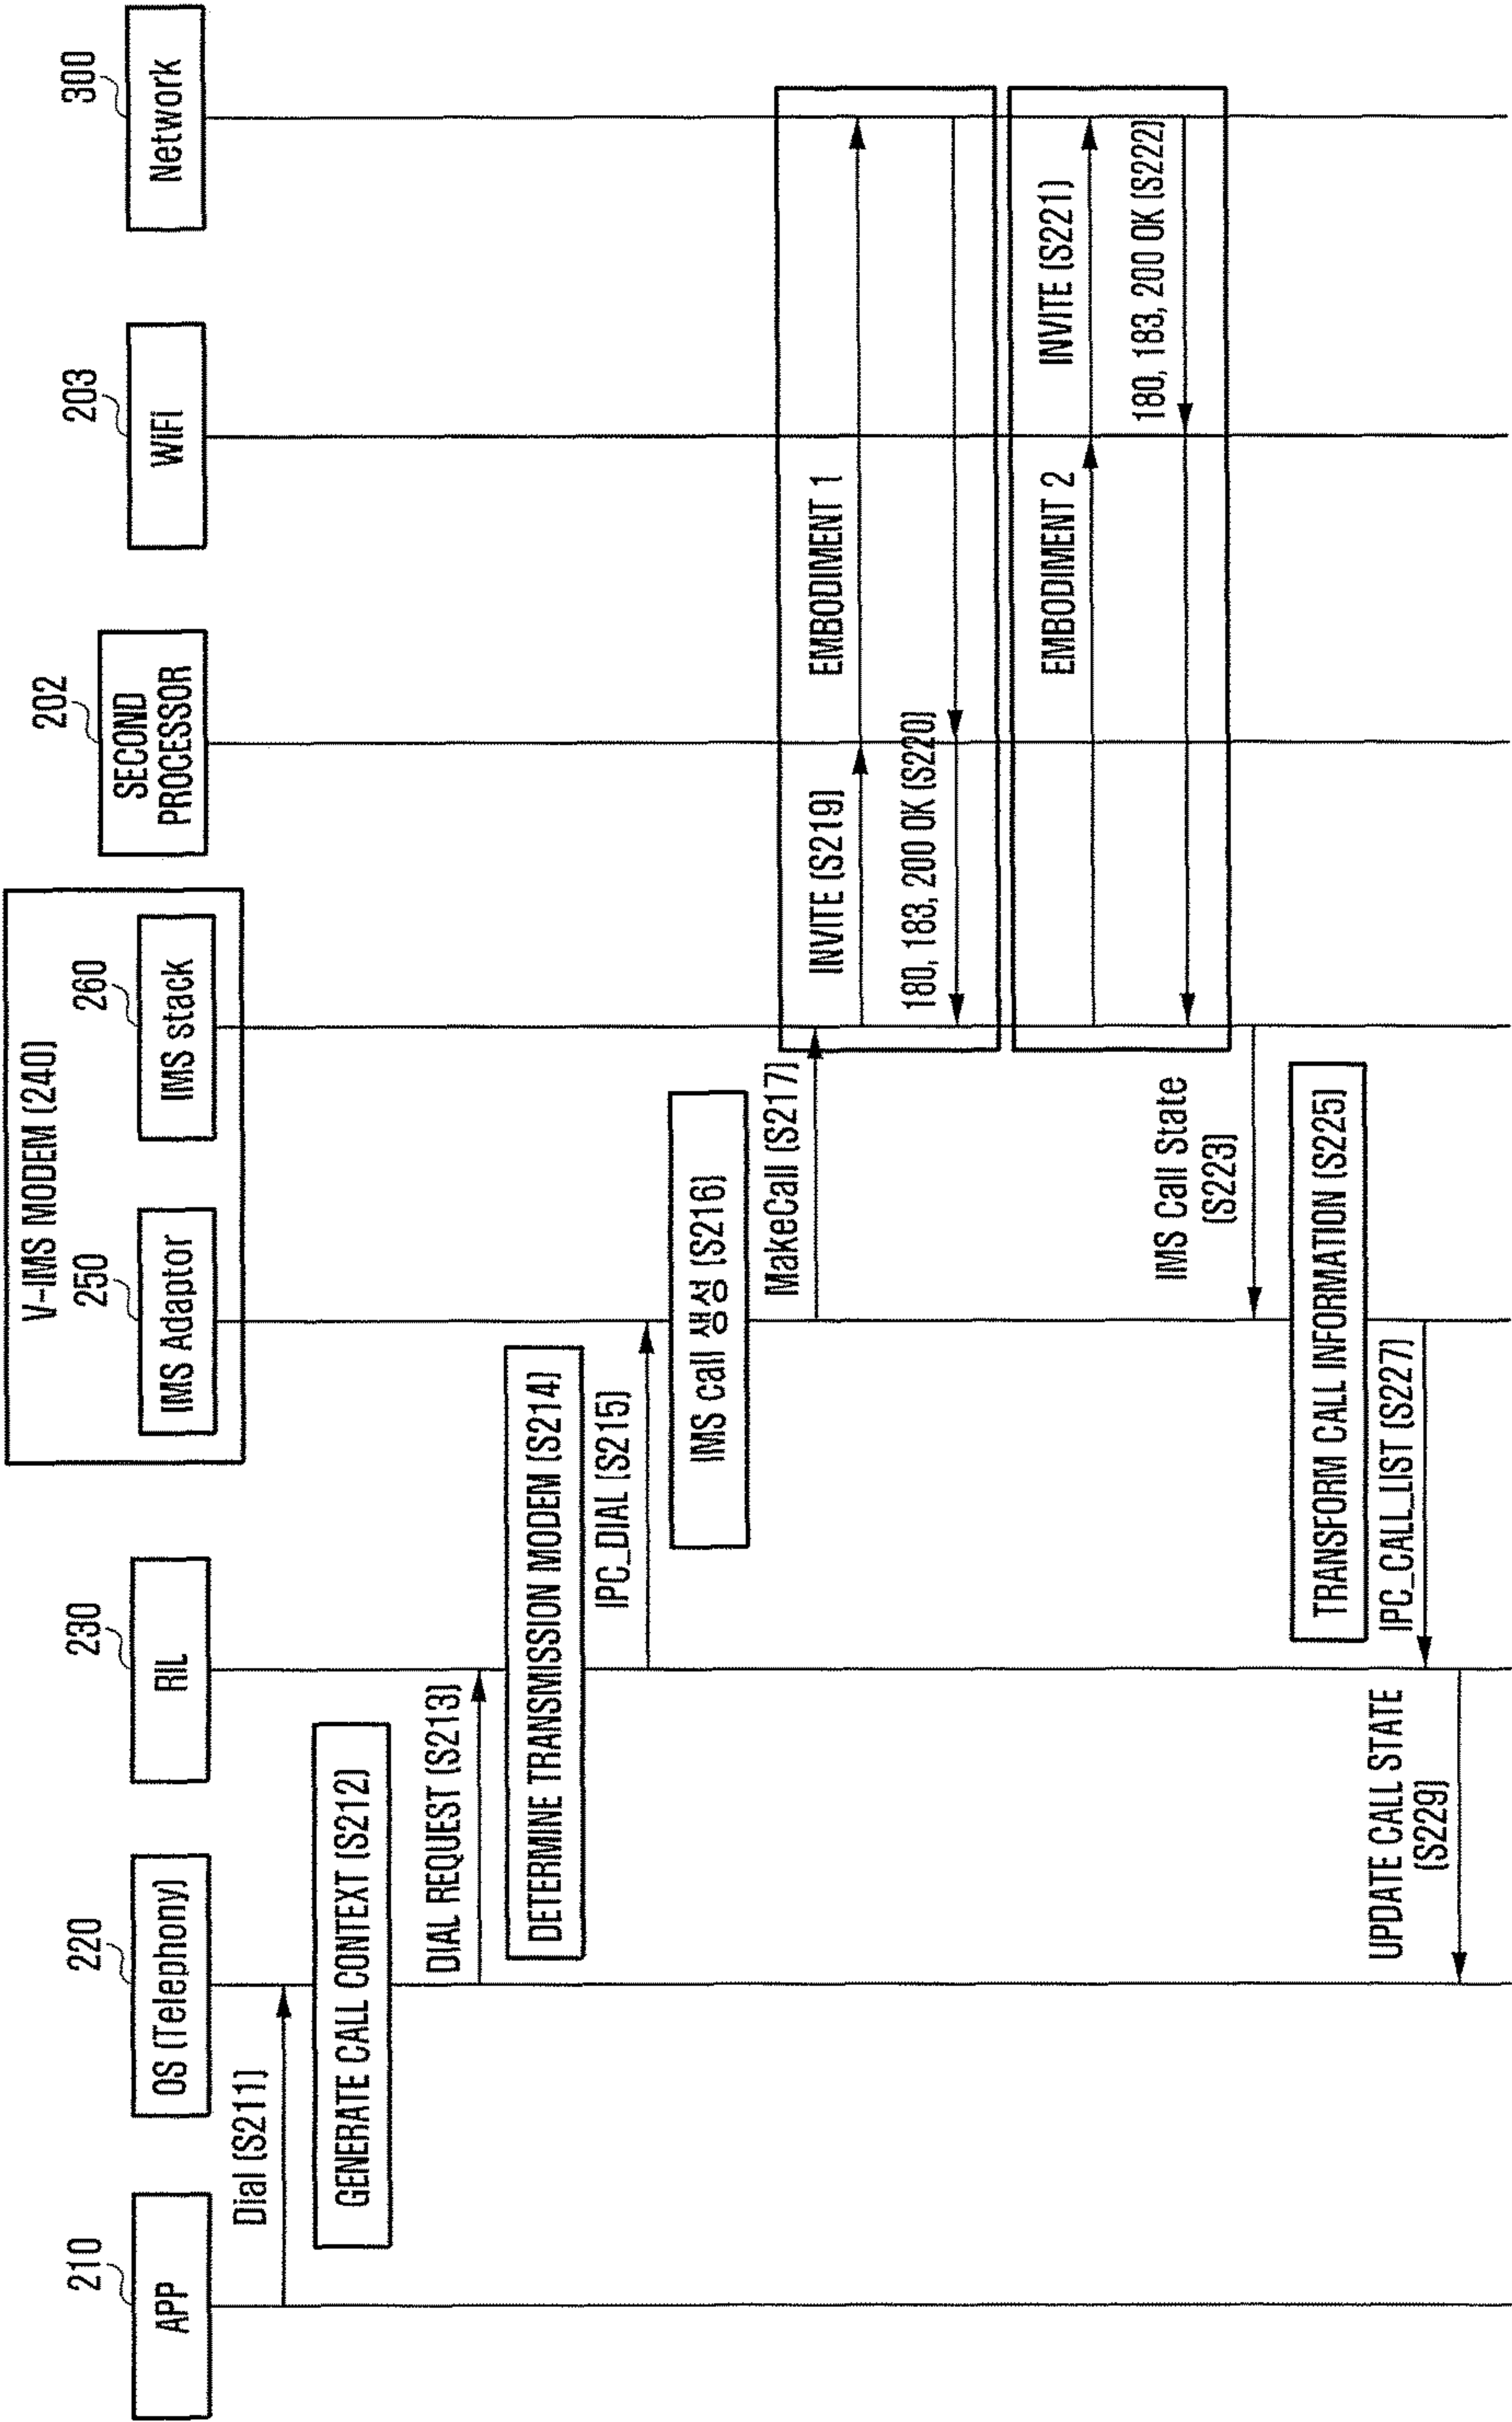 V-IMS MODEM (240)
210
220
230
250
260
202
203
300
APP
OS (Telephony)
RIL
IMS Adaptor
IMS stack
SECOND
PROCESSOR
WIFI
Network
Dial (S211)
GENERATE CALL CONTEXT (S212)
DIAL REQUEST (S213)
DETERMINE TRANSMISSION MODEM (S214)
IPC_DIAL (S215)
IMS call 생성 (S216)
MakeCall (S217)
INVITE (S219)
EMBODIMENT 1
180, 183, 200 OK (S220)
EMBODIMENT 2
INVITE (S221)
180, 183, 200 OK (S222)
IMS Call State
(S223)
TRANSFORM CALL INFORMATION (S225)
IPC_CALL_LIST (S227)
UPDATE CALL STATE
(S229)